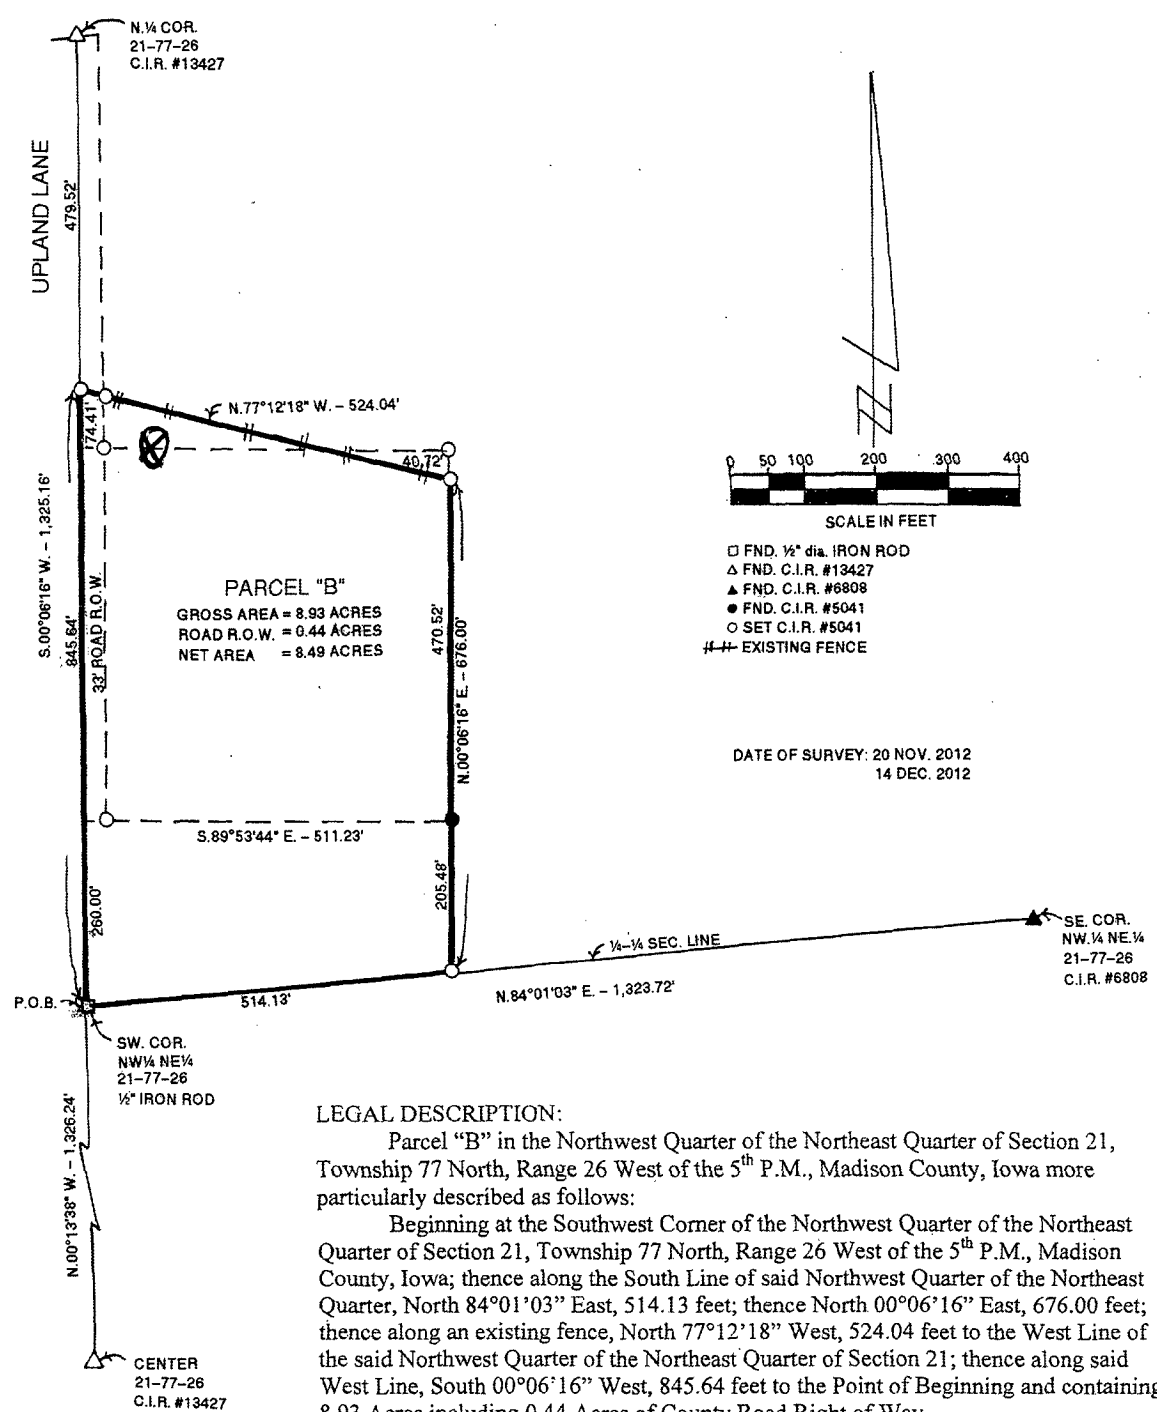 N.¼ COR.
21-77-26
C.I.R. #13427
UPLAND LANE
479.52'
N.77°12'18" W. - 524.04'
174.41'
40.72'
S.00°06'16" W. - 1,325.16'
845.64'
33' ROAD R.O.W.
PARCEL "B"
GROSS AREA = 8.93 ACRES
ROAD R.O.W. = 0.44 ACRES
NET AREA = 8.49 ACRES
470.52'
N.00°06'16" E. - 676.00'
S.89°53'44" E. - 511.23'
260.00'
205.48'
0 50 100 200 300 400
SCALE IN FEET
FND. ½" dia. IRON ROD
FND. C.I.R. #13427
FND. C.I.R. #6808
FND. C.I.R. #5041
SET C.I.R. #5041
EXISTING FENCE
DATE OF SURVEY: 20 NOV. 2012
14 DEC. 2012
¼-¼ SEC. LINE
SE. COR.
NW.¼ NE.¼
21-77-26
C.I.R. #6808
N.84°01'03" E. - 1,323.72'
514.13'
P.O.B.
SW. COR.
NW¼ NE¼
21-77-26
½" IRON ROD
N.00°13'38" W. - 1,326.24'
CENTER
21-77-26
C.I.R. #13427
LEGAL DESCRIPTION:
Parcel “B” in the Northwest Quarter of the Northeast Quarter of Section 21,
Township 77 North, Range 26 West of the 5th P.M., Madison County, Iowa more
particularly described as follows:
Beginning at the Southwest Corner of the Northwest Quarter of the Northeast
Quarter of Section 21, Township 77 North, Range 26 West of the 5th P.M., Madison
County, Iowa; thence along the South Line of said Northwest Quarter of the Northeast
Quarter, North 84°01’03” East, 514.13 feet; thence North 00°06’16” East, 676.00 feet;
thence along an existing fence, North 77°12’18” West, 524.04 feet to the West Line of
the said Northwest Quarter of the Northeast Quarter of Section 21; thence along said
West Line, South 00°06’16” West, 845.64 feet to the Point of Beginning and containing
8.93 Acres including 0.44 Acres of County Road Right of Way.